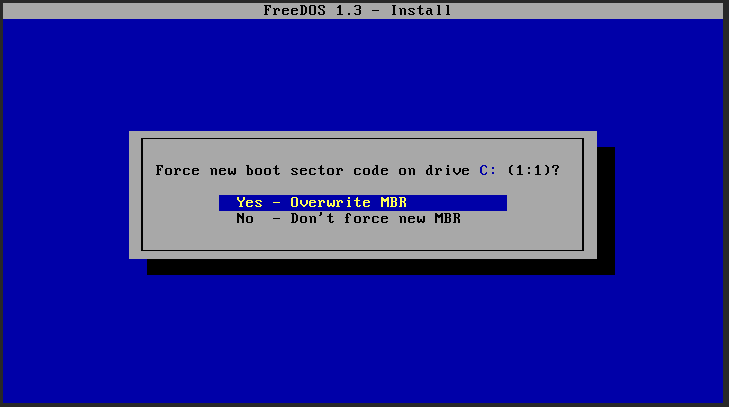 FreeDOS 1.3 - Install
Force new boot sector code on drive C: (1:1)?
Yes - Overwrite MBR
No  - Don't force new MBR